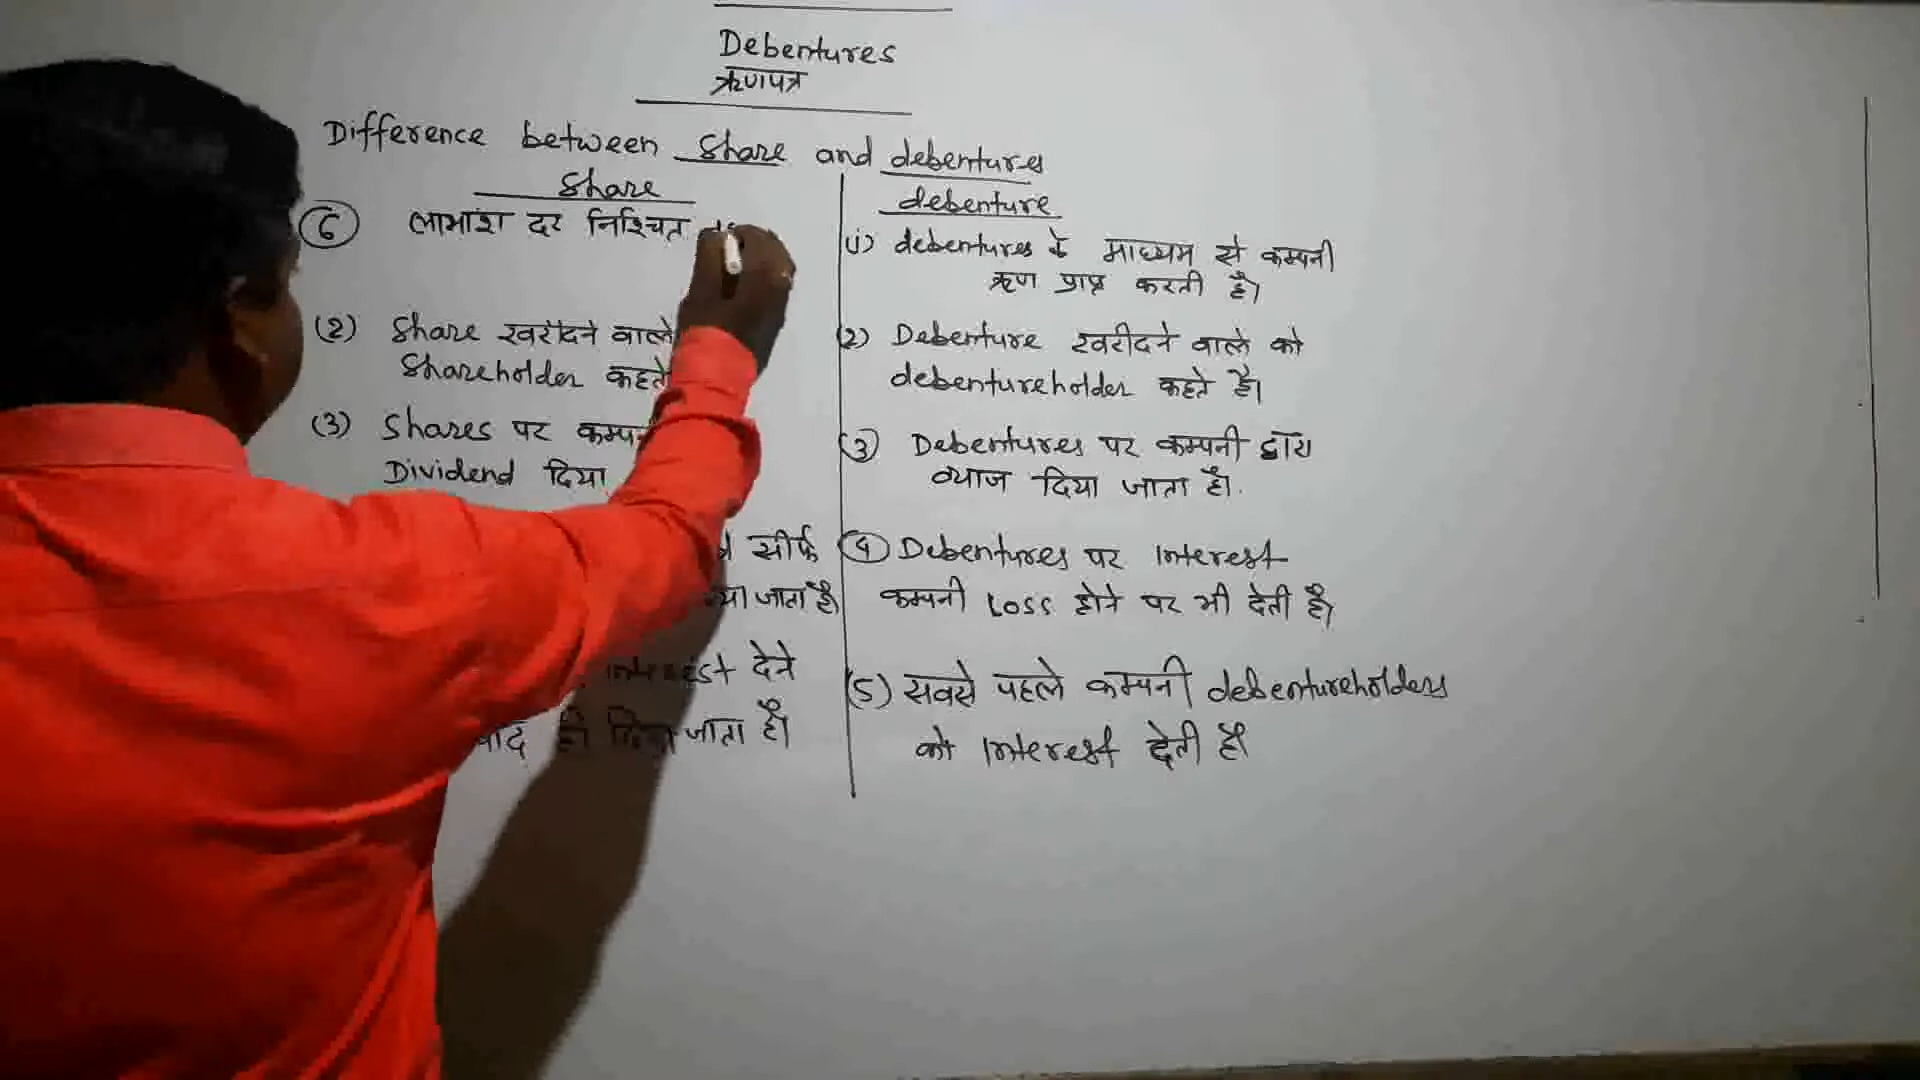 Debentures
ऋणपत्र
Difference between Share and debentures
Share
⑥ लाभांश दर निश्चित
(2) Share खरीदने वाले
Shareholder कहते
(3) Shares पर
Dividend दिया
सीर्फ
जाता है।
Interest देने
बाद ही दिया जाता है।
debenture
(1) debentures के माध्यम से कम्पनी
ऋण प्राप्त करती है।
(2) Debenture खरीदने वाले को
debentureholder कहते है।
③ Debentures पर कम्पनी द्वारा
व्याज दिया जाता है।
④ Debentures पर Interest
कम्पनी Loss होने पर भी देती है।
(5) सबसे पहले कम्पनी debentureholders
को Interest देती है।